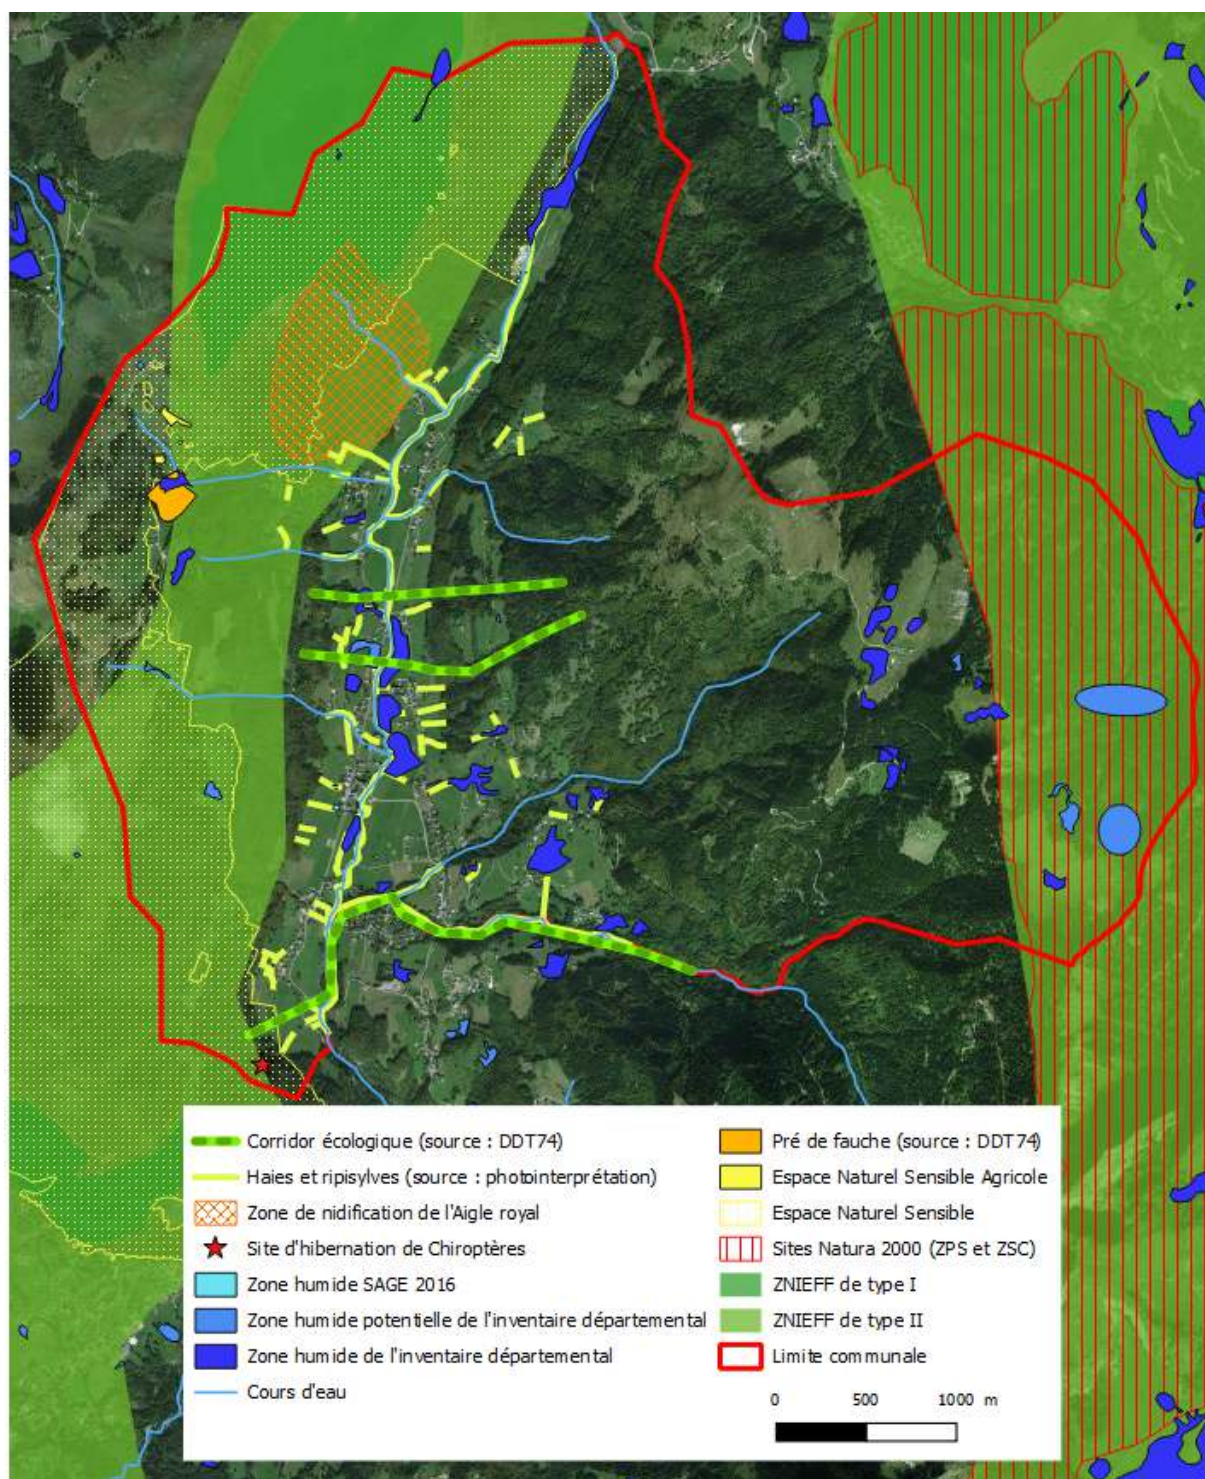 Corridor écologique (source : DDT74)
Haies et ripisylves (source : photointerprétation)
Zone de nidification de l'Aigle royal
Site d'hibernation de Chiroptères
Zone humide SAGE 2016
Zone humide potentielle de l'inventaire départemental
Zone humide de l'inventaire départemental
Cours d'eau
Pré de fauche (source : DDT74)
Espace Naturel Sensible Agricole
Espace Naturel Sensible
Sites Natura 2000 (ZPS et ZSC)
ZNIEFF de type I
ZNIEFF de type II
Limite communale
0 500 1000 m